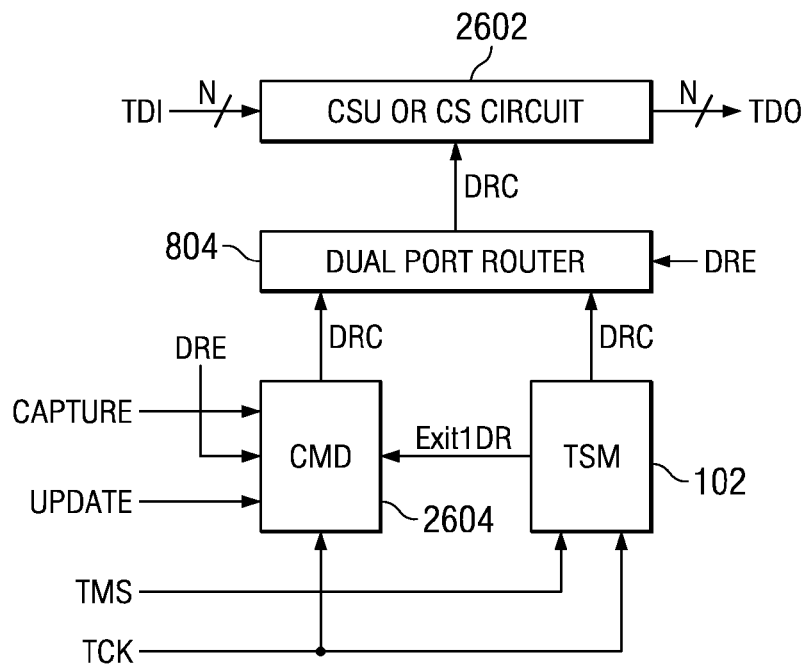 2602
TDI N CSU OR CS CIRCUIT N TDO
DRC
804 DUAL PORT ROUTER DRE
DRC DRC
DRE
CAPTURE
CMD Exit1DR TSM
UPDATE 2604 102
TMS
TCK